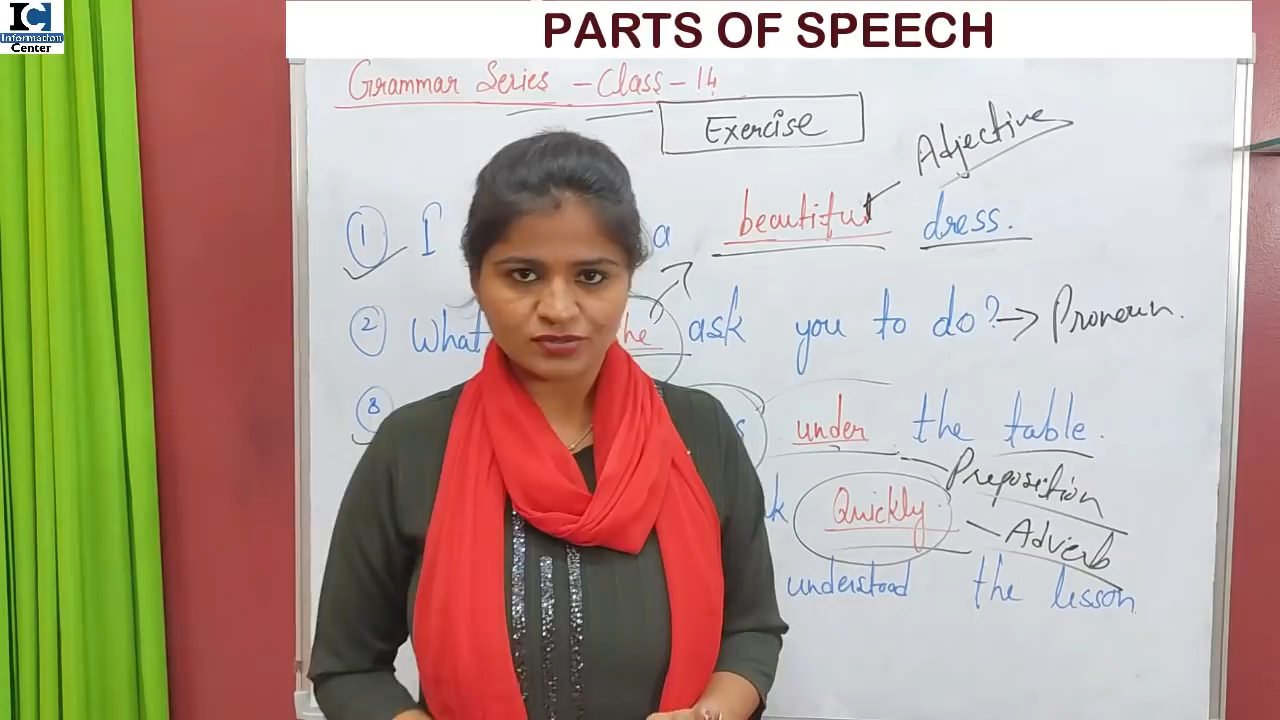 IC
Information
Center
PARTS OF SPEECH
Grammar Series - Class - 14
Exercise
Adjective
1 I a beautiful dress.
2 What he ask you to do? → Pronoun.
3 under the table.
Preposition
Quickly.
Adverb
understood the lesson